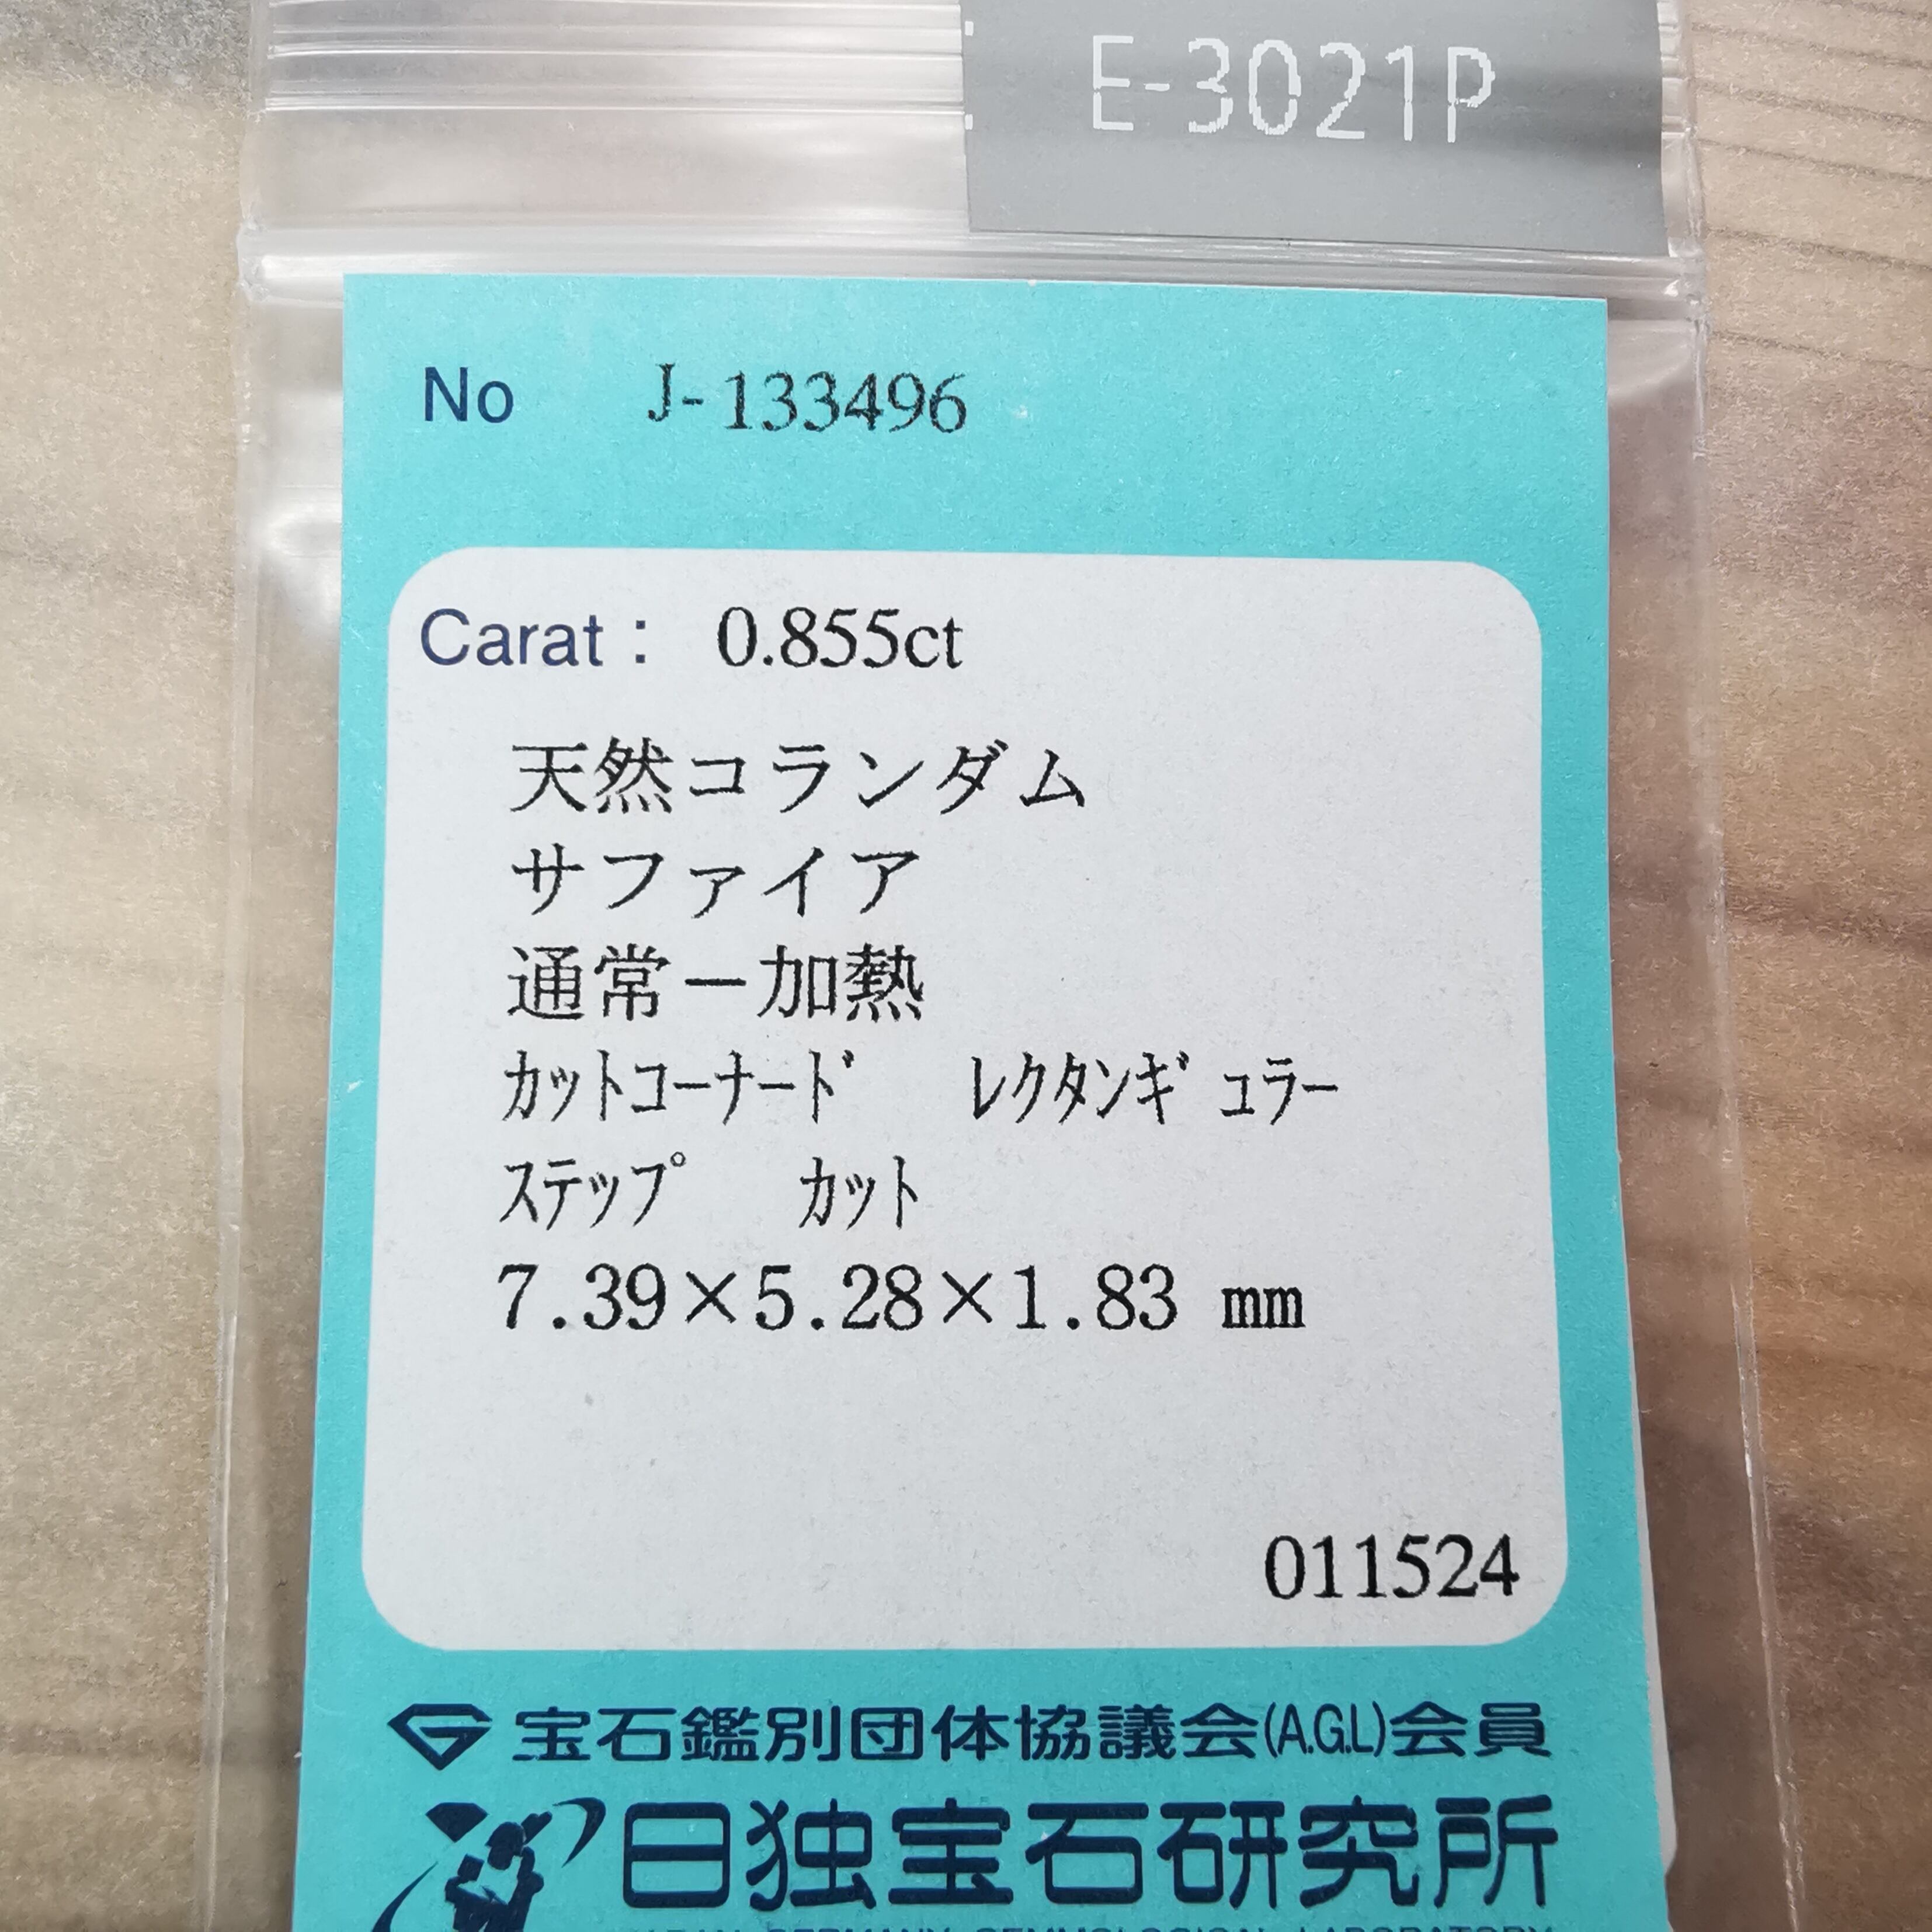 E-3021P
No J-133496
Carat : 0.855ct
天然コランダム
サファイア
通常－加熱
ｶｯﾄｺｰﾅｰﾄﾞ ﾚｸﾀﾝｷﾞｭﾗｰ
ｽﾃｯﾌﾟ ｶｯﾄ
7.39×5.28×1.83 mm
011524
宝石鑑別団体協議会(A.G.L)会員
日独宝石研究所